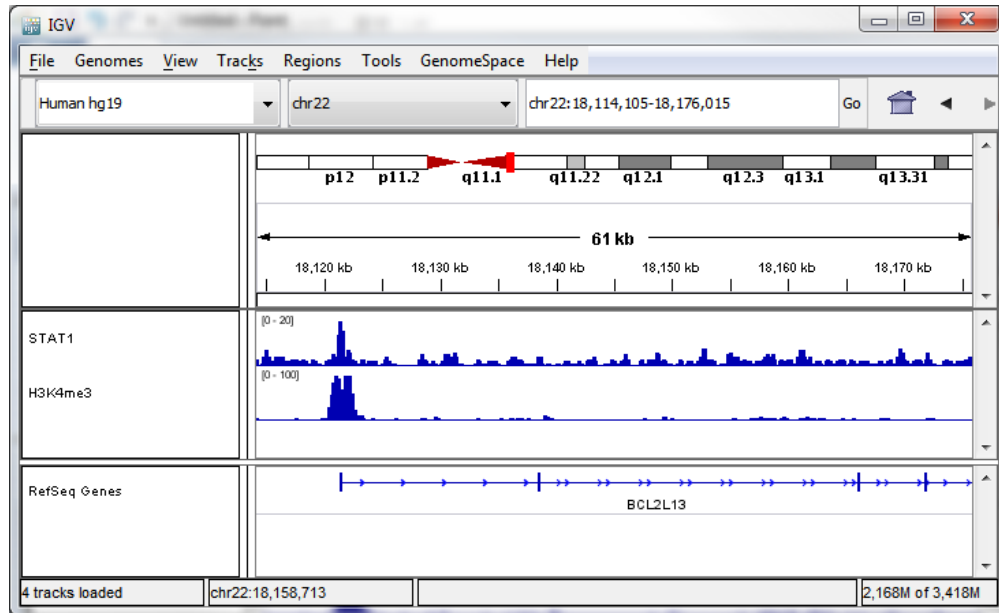 IGV
File Genomes View Tracks Regions Tools GenomeSpace Help
Human hg19 chr22 chr22:18,114,105-18,176,015 Go
p12 p11.2 q11.1 q11.22 q12.1 q12.3 q13.1 q13.31
61 kb
18,120 kb 18,130 kb 18,140 kb 18,150 kb 18,160 kb 18,170 kb
[0 - 20]
STAT1
[0 - 100]
H3K4me3
RefSeq Genes
BCL2L13
4 tracks loaded chr22:18,158,713 2,168M of 3,418M